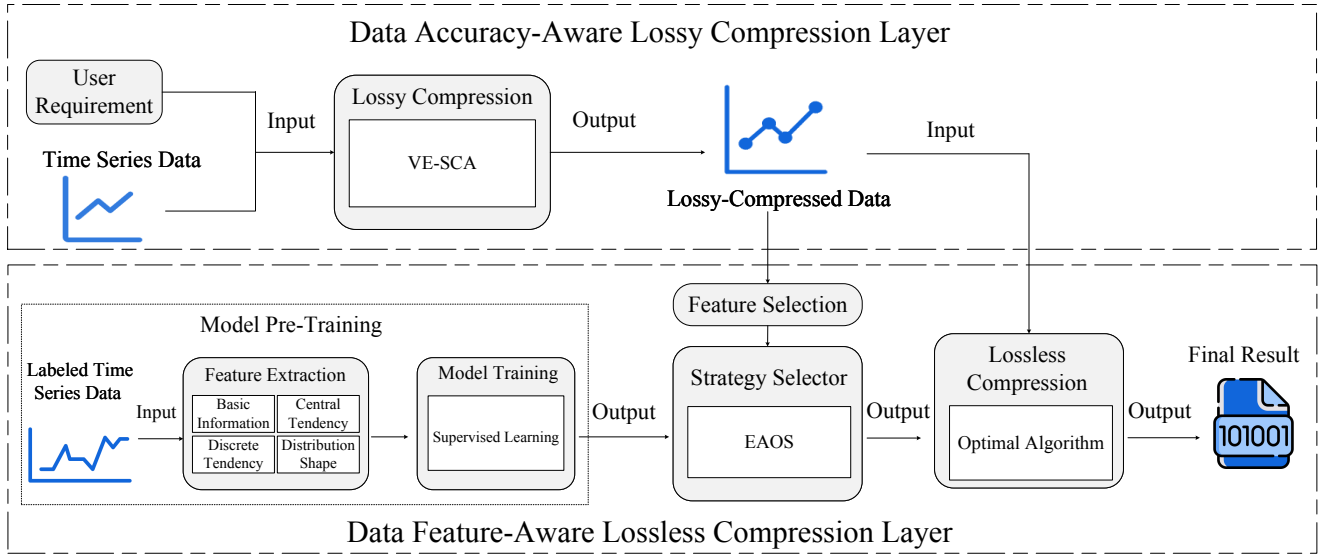 Data Accuracy-Aware Lossy Compression Layer
User
Requirement
Time Series Data
Input
Lossy Compression
VE-SCA
Output
Lossy-Compressed Data
Input
Model Pre-Training
Labeled Time
Series Data
Input
Feature Extraction
Basic
Information
Central
Tendency
Discrete
Tendency
Distribution
Shape
Model Training
Supervised Learning
Output
Feature Selection
Strategy Selector
EAOS
Output
Lossless
Compression
Optimal Algorithm
Output
Final Result
101001
Data Feature-Aware Lossless Compression Layer